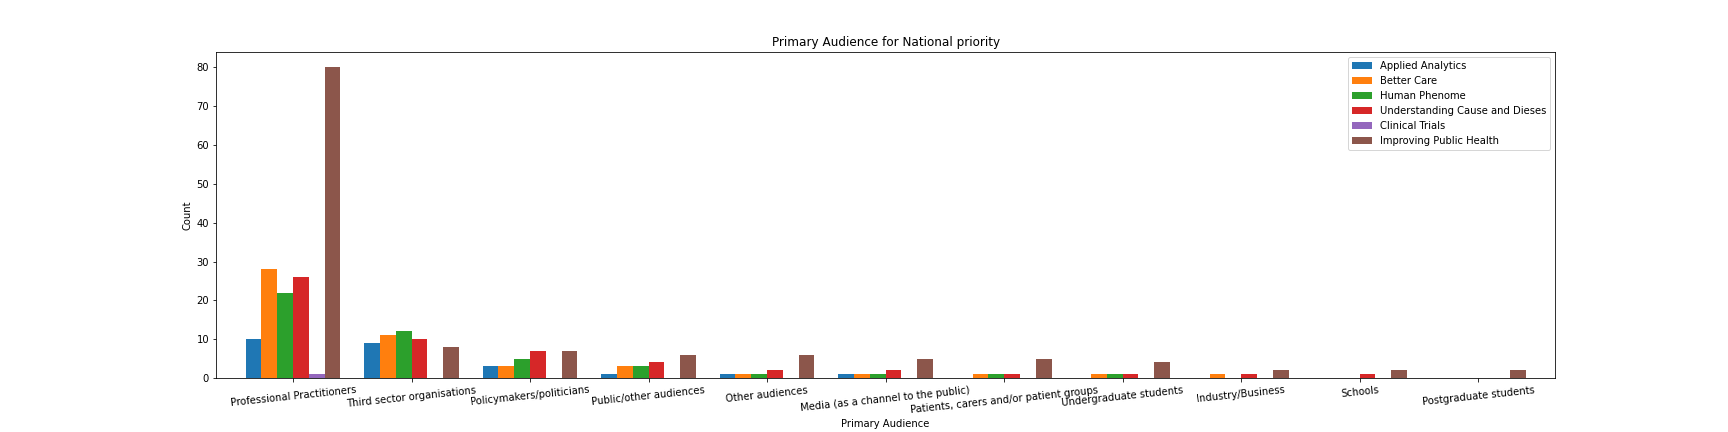 Primary Audience for National priority
80
70
60
50
40
30
20
10
0
Count
Applied Analytics
Better Care
Human Phenome
Understanding Cause and Dieses
Clinical Trials
Improving Public Health
Professional Practitioners
Third sector organisations
Policymakers/politicians
Public/other audiences
Other audiences
Media (as a channel to the public)
Patients, carers and/or patient groups
Undergraduate students
Industry/Business
Schools
Postgraduate students
Primary Audience